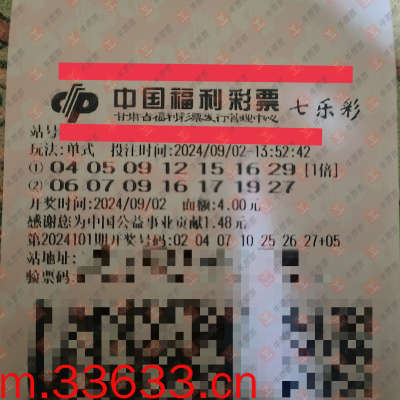 中国福利彩票 七乐彩
甘肃省福利彩票发行管理中心
站号
玩法:单式 投注时间:2024/09/02-13:52:42
① 04 05 09 12 15 16 29 [1倍]
② 06 07 09 16 17 19 27
开奖时间:2024/09/02 面额:4.00元
感谢您为中国公益事业贡献1.48元
第2024101期开奖号码:02 04 07 10 25 26 27+05
站地址:
验票码
m.33633.cn